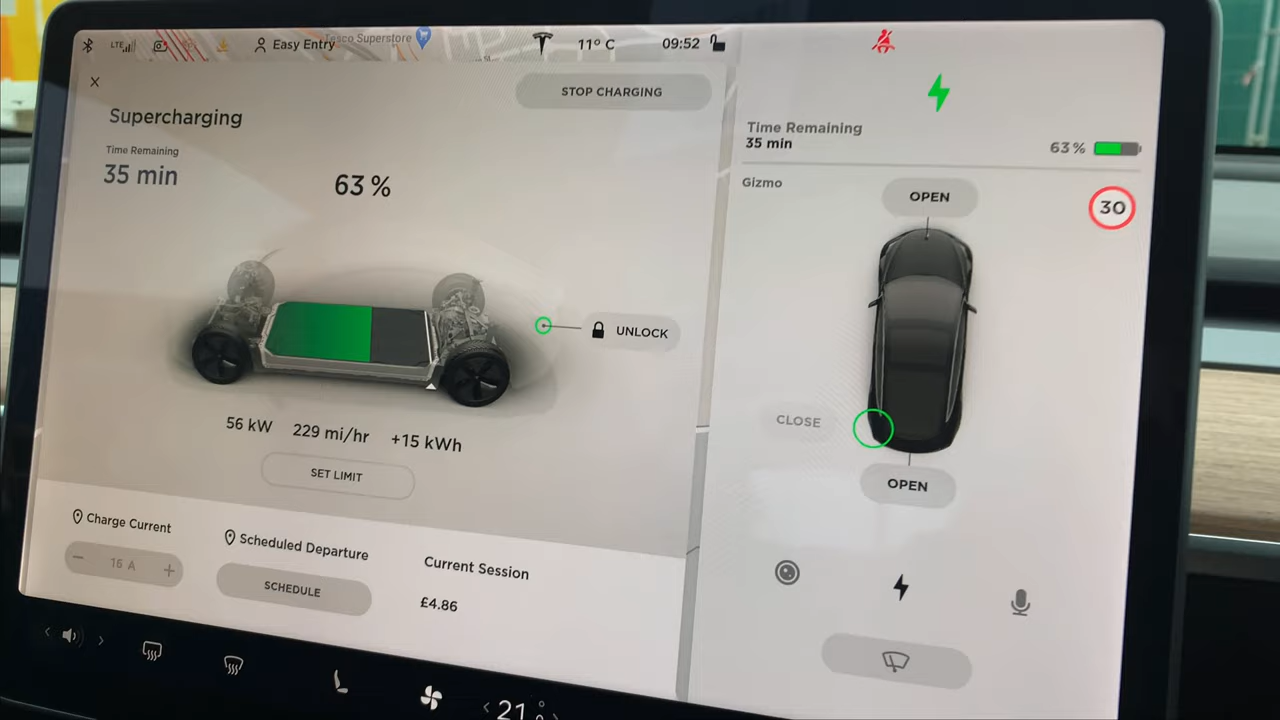 LTE
Easy Entry
Tesco Superstore
11° C
09:52
STOP CHARGING
Supercharging
Time Remaining
35 min
63 %
UNLOCK
56 kW
229 mi/hr
+15 kWh
SET LIMIT
Charge Current
− 16 A +
Scheduled Departure
SCHEDULE
Current Session
£4.86
Time Remaining
35 min
63 %
Gizmo
OPEN
30
CLOSE
OPEN
21°